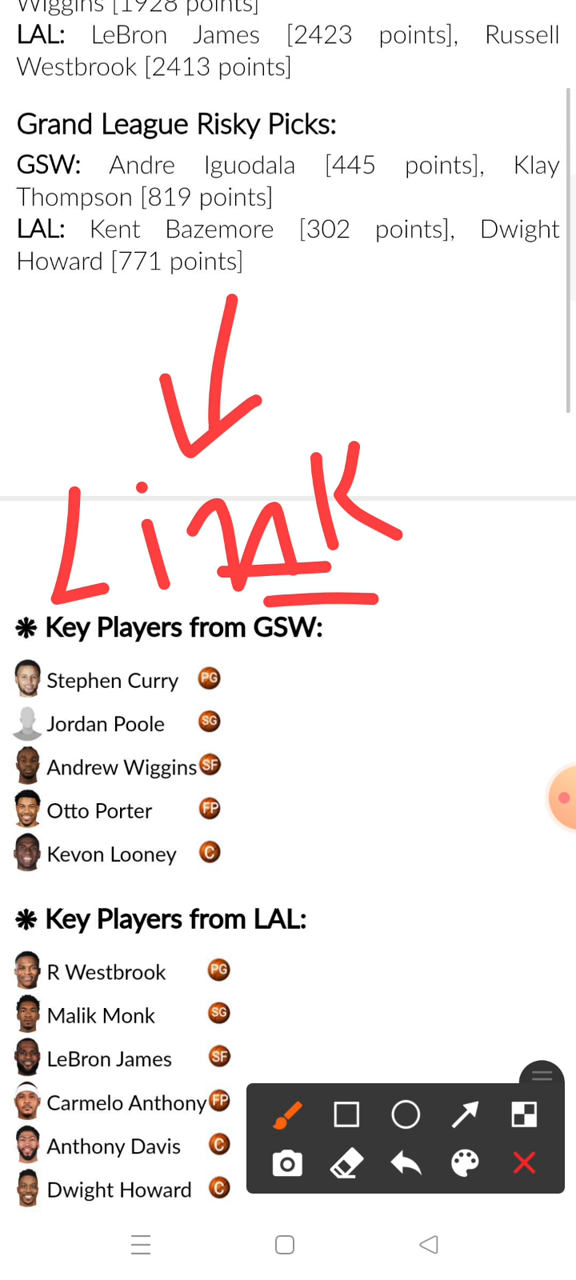 Wiggins [1928 points]
LAL: LeBron James [2423 points], Russell
Westbrook [2413 points]
Grand League Risky Picks:
GSW: Andre Iguodala [445 points], Klay
Thompson [819 points]
LAL: Kent Bazemore [302 points], Dwight
Howard [771 points]
Link
✱ Key Players from GSW:
Stephen Curry PG
Jordan Poole SG
Andrew Wiggins SF
Otto Porter FP
Kevon Looney C
✱ Key Players from LAL:
R Westbrook PG
Malik Monk SG
LeBron James SF
Carmelo Anthony FP
Anthony Davis C
Dwight Howard C